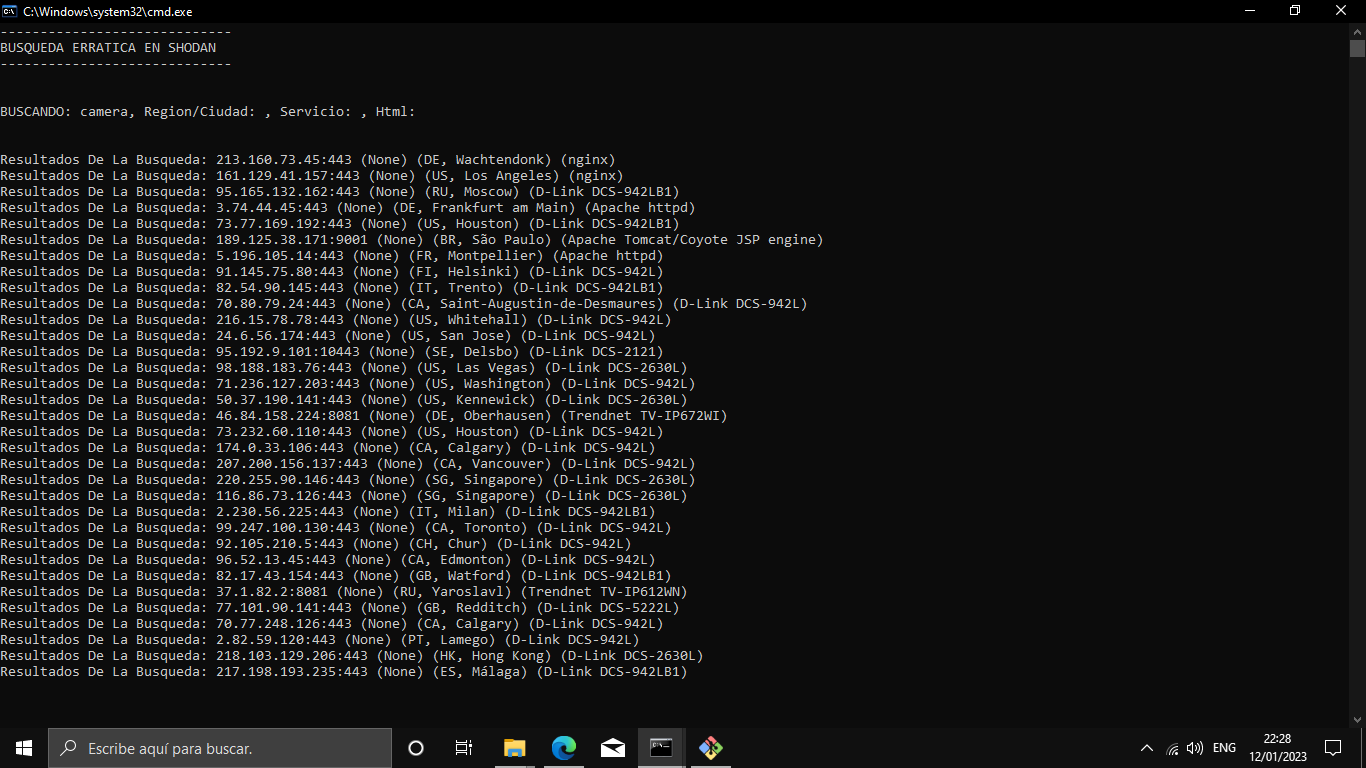 C:\Windows\system32\cmd.exe
-----------------------------
BUSQUEDA ERRATICA EN SHODAN
-----------------------------
BUSCANDO: camera, Region/Ciudad: , Servicio: , Html:
Resultados De La Busqueda: 213.160.73.45:443 (None) (DE, Wachtendonk) (nginx)
Resultados De La Busqueda: 161.129.41.157:443 (None) (US, Los Angeles) (nginx)
Resultados De La Busqueda: 95.165.132.162:443 (None) (RU, Moscow) (D-Link DCS-942LB1)
Resultados De La Busqueda: 3.74.44.45:443 (None) (DE, Frankfurt am Main) (Apache httpd)
Resultados De La Busqueda: 73.77.169.192:443 (None) (US, Houston) (D-Link DCS-942LB1)
Resultados De La Busqueda: 189.125.38.171:9001 (None) (BR, São Paulo) (Apache Tomcat/Coyote JSP engine)
Resultados De La Busqueda: 5.196.105.14:443 (None) (FR, Montpellier) (Apache httpd)
Resultados De La Busqueda: 91.145.75.80:443 (None) (FI, Helsinki) (D-Link DCS-942L)
Resultados De La Busqueda: 82.54.90.145:443 (None) (IT, Trento) (D-Link DCS-942LB1)
Resultados De La Busqueda: 70.80.79.24:443 (None) (CA, Saint-Augustin-de-Desmaures) (D-Link DCS-942L)
Resultados De La Busqueda: 216.15.78.78:443 (None) (US, Whitehall) (D-Link DCS-942L)
Resultados De La Busqueda: 24.6.56.174:443 (None) (US, San Jose) (D-Link DCS-942L)
Resultados De La Busqueda: 95.192.9.101:10443 (None) (SE, Delsbo) (D-Link DCS-2121)
Resultados De La Busqueda: 98.188.183.76:443 (None) (US, Las Vegas) (D-Link DCS-2630L)
Resultados De La Busqueda: 71.236.127.203:443 (None) (US, Washington) (D-Link DCS-942L)
Resultados De La Busqueda: 50.37.190.141:443 (None) (US, Kennewick) (D-Link DCS-2630L)
Resultados De La Busqueda: 46.84.158.224:8081 (None) (DE, Oberhausen) (Trendnet TV-IP672WI)
Resultados De La Busqueda: 73.232.60.110:443 (None) (US, Houston) (D-Link DCS-942L)
Resultados De La Busqueda: 174.0.33.106:443 (None) (CA, Calgary) (D-Link DCS-942L)
Resultados De La Busqueda: 207.200.156.137:443 (None) (CA, Vancouver) (D-Link DCS-942L)
Resultados De La Busqueda: 220.255.90.146:443 (None) (SG, Singapore) (D-Link DCS-2630L)
Resultados De La Busqueda: 116.86.73.126:443 (None) (SG, Singapore) (D-Link DCS-2630L)
Resultados De La Busqueda: 2.230.56.225:443 (None) (IT, Milan) (D-Link DCS-942LB1)
Resultados De La Busqueda: 99.247.100.130:443 (None) (CA, Toronto) (D-Link DCS-942L)
Resultados De La Busqueda: 92.105.210.5:443 (None) (CH, Chur) (D-Link DCS-942L)
Resultados De La Busqueda: 96.52.13.45:443 (None) (CA, Edmonton) (D-Link DCS-942L)
Resultados De La Busqueda: 82.17.43.154:443 (None) (GB, Watford) (D-Link DCS-942LB1)
Resultados De La Busqueda: 37.1.82.2:8081 (None) (RU, Yaroslavl) (Trendnet TV-IP612WN)
Resultados De La Busqueda: 77.101.90.141:443 (None) (GB, Redditch) (D-Link DCS-5222L)
Resultados De La Busqueda: 70.77.248.126:443 (None) (CA, Calgary) (D-Link DCS-942L)
Resultados De La Busqueda: 2.82.59.120:443 (None) (PT, Lamego) (D-Link DCS-942L)
Resultados De La Busqueda: 218.103.129.206:443 (None) (HK, Hong Kong) (D-Link DCS-2630L)
Resultados De La Busqueda: 217.198.193.235:443 (None) (ES, Málaga) (D-Link DCS-942LB1)
Escribe aquí para buscar.
ENG
22:28
12/01/2023